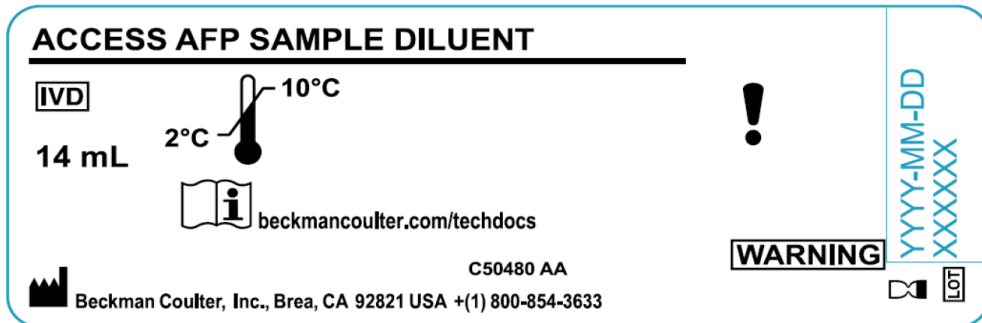 ACCESS AFP SAMPLE DILUENT
IVD
10°C
2°C
14 mL
i
beckmancoulter.com/techdocs
!
WARNING
C50480 AA
Beckman Coulter, Inc., Brea, CA 92821 USA +(1) 800-854-3633
YYYY-MM-DD
XXXXXX
LOT